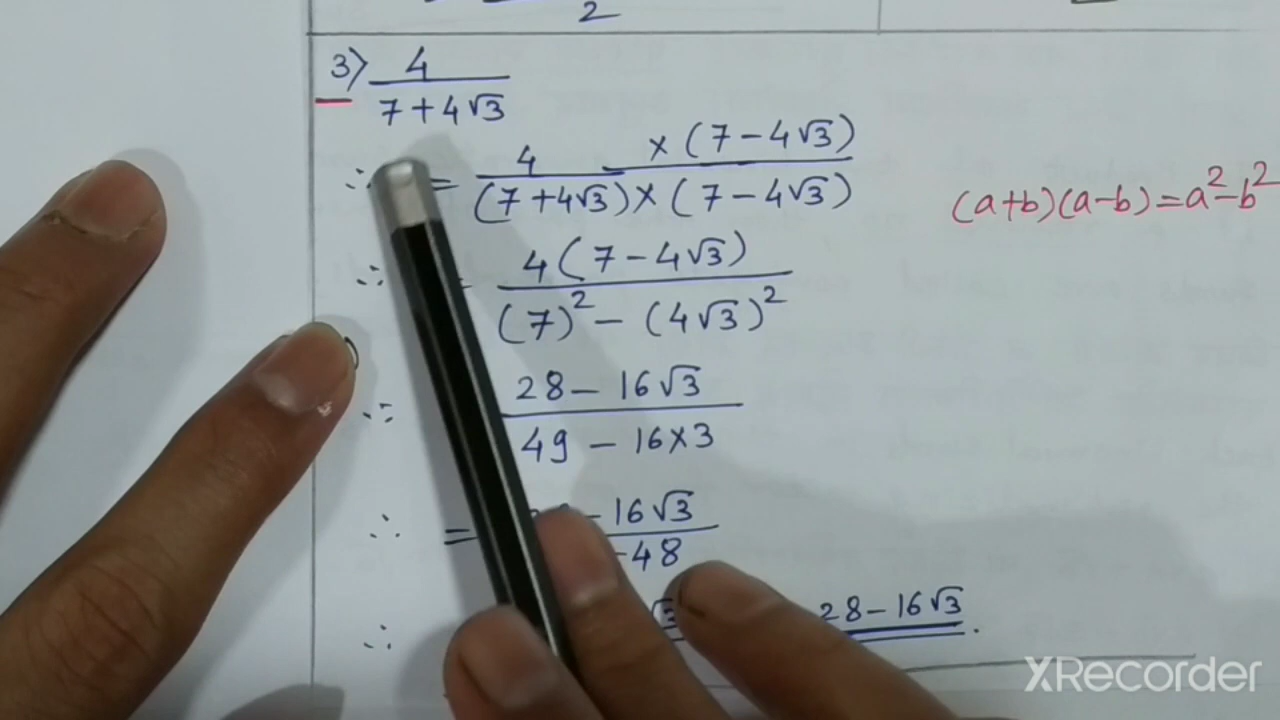 2
3) 4 / 7 + 4√3
∴ = 4 × (7 - 4√3) / (7 + 4√3) × (7 - 4√3)
(a+b)(a-b) = a² - b²
∴ 4(7 - 4√3) / (7)² - (4√3)²
∴ 28 - 16√3 / 49 - 16×3
∴ = - 16√3 / - 48
∴ √3 28 - 16√3.
XRecorder